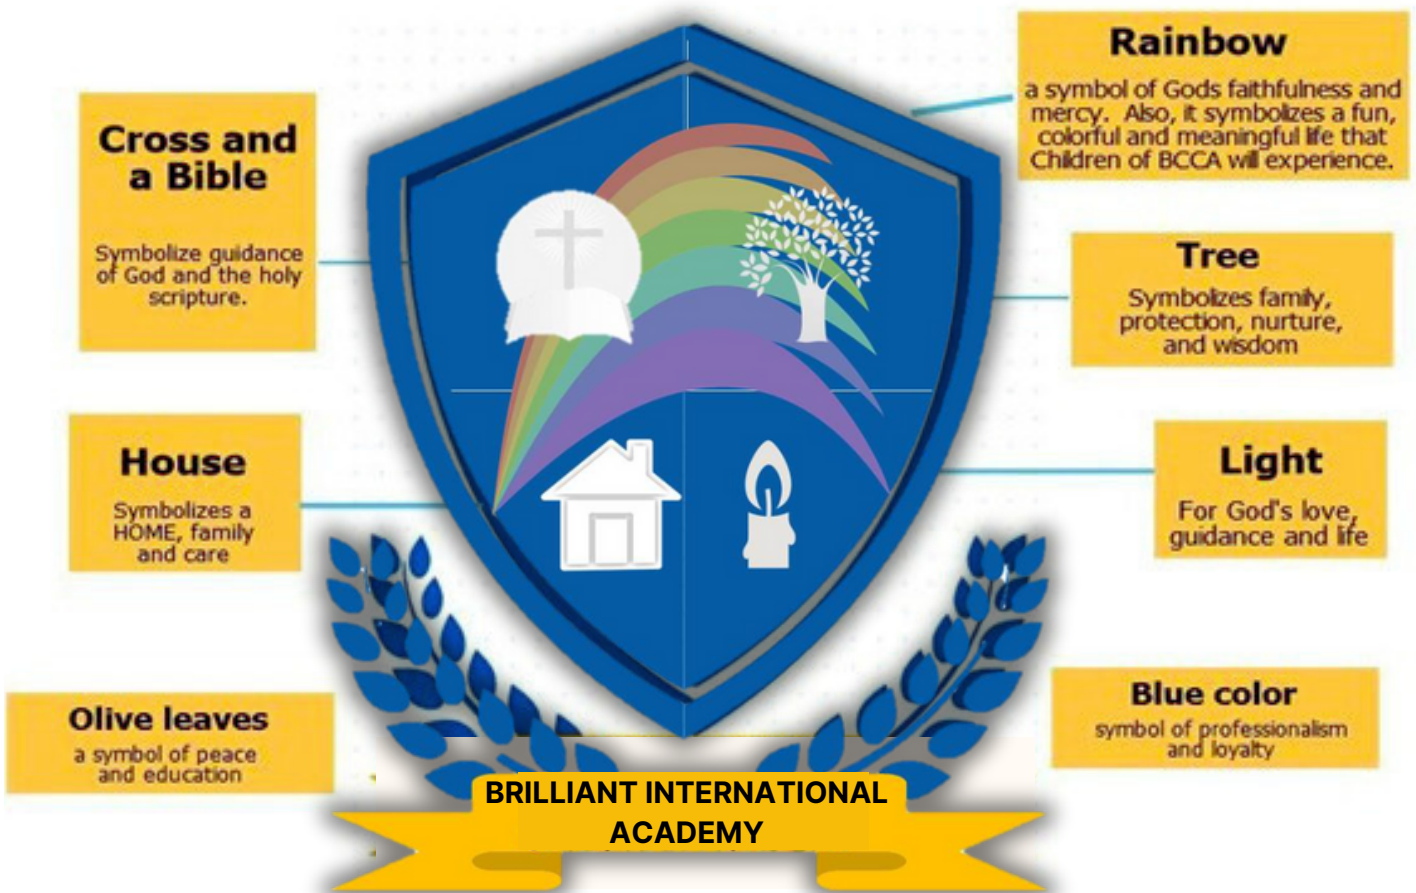 Rainbow
a symbol of Gods faithfulness and
mercy. Also, it symbolizes a fun,
colorful and meaningful life that
Children of BCCA will experience.
Cross and
a Bible
Symbolize guidance
of God and the holy
scripture.
Tree
Symbolizes family,
protection, nurture,
and wisdom
House
Symbolizes a
HOME, family
and care
Light
For God's love,
guidance and life
Olive leaves
a symbol of peace
and education
Blue color
symbol of professionalism
and loyalty
BRILLIANT INTERNATIONAL
ACADEMY